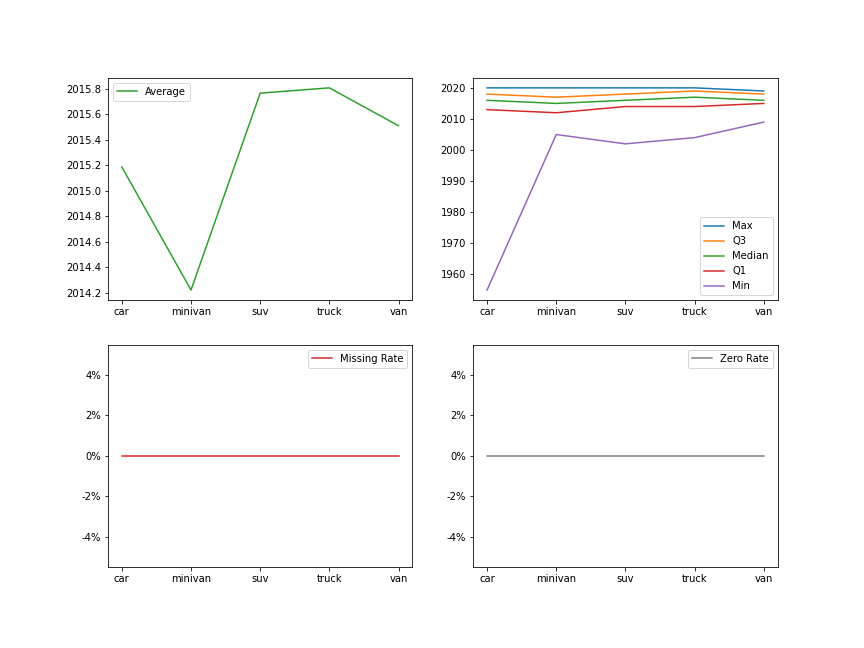 2015.8
2015.6
2015.4
2015.2
2015.0
2014.8
2014.6
2014.4
2014.2
car minivan suv truck van
Average
2020
2010
2000
1990
1980
1970
1960
car minivan suv truck van
Max
Q3
Median
Q1
Min
4%
2%
0%
-2%
-4%
car minivan suv truck van
Missing Rate
4%
2%
0%
-2%
-4%
car minivan suv truck van
Zero Rate